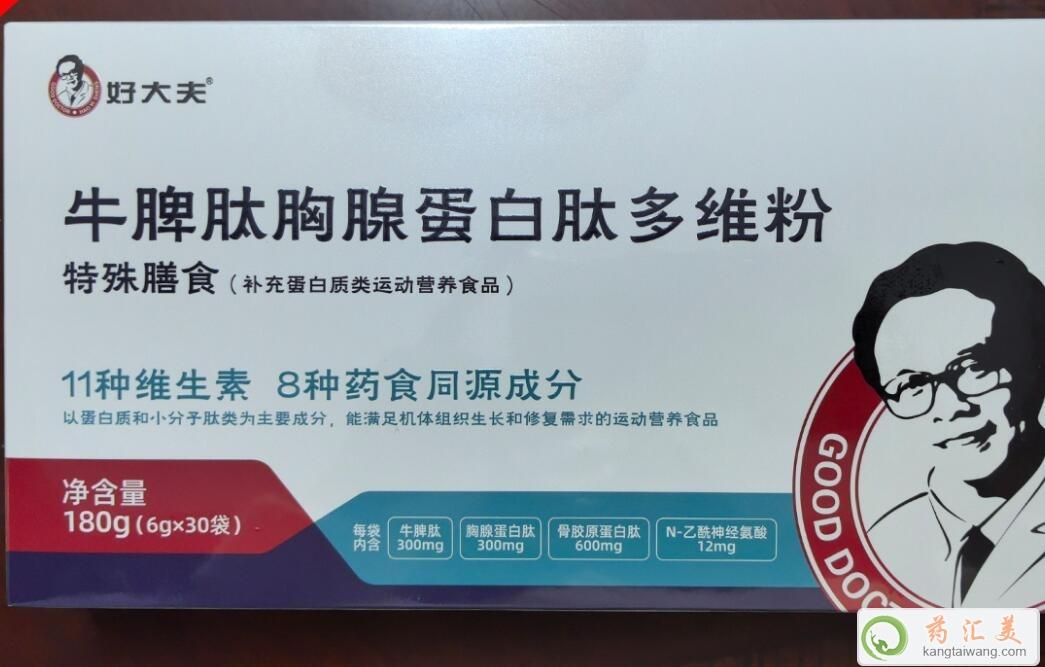 好大夫®
牛脾肽胸腺蛋白肽多维粉
特殊膳食（补充蛋白质类运动营养食品）
11种维生素 8种药食同源成分
以蛋白质和小分子肽类为主要成分，能满足机体组织生长和修复需求的运动营养食品
净含量
180g(6g×30袋)
每袋内含
牛脾肽
300mg
胸腺蛋白肽
300mg
骨胶原蛋白肽
600mg
N-乙酰神经氨酸
12mg
GOOD DOCT
药汇美
kangtaiwang.com